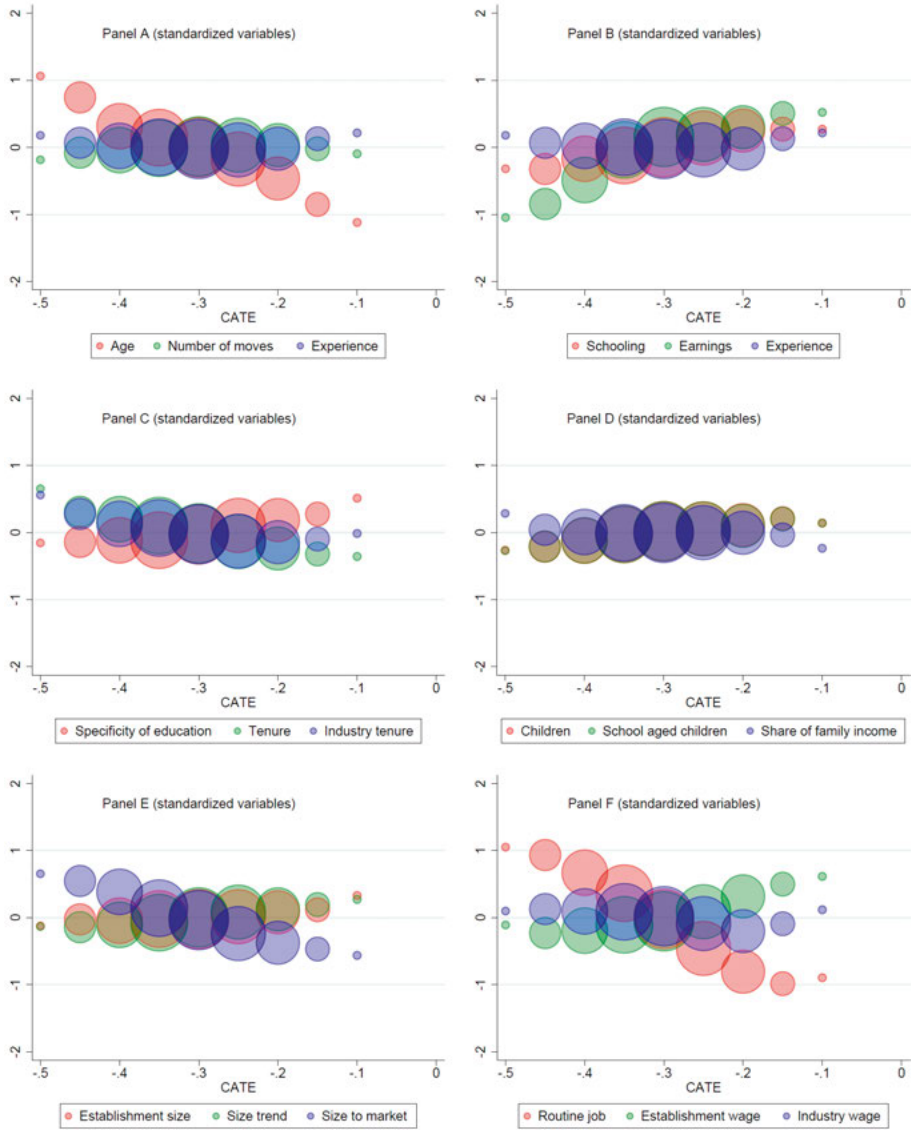 Panel A (standardized variables)
2
1
0
-1
-2
-.5 -.4 -.3 -.2 -.1 0
CATE
Age Number of moves Experience
Panel B (standardized variables)
2
1
0
-1
-2
-.5 -.4 -.3 -.2 -.1 0
CATE
Schooling Earnings Experience
Panel C (standardized variables)
2
1
0
-1
-2
-.5 -.4 -.3 -.2 -.1 0
CATE
Specificity of education Tenure Industry tenure
Panel D (standardized variables)
2
1
0
-1
-2
-.5 -.4 -.3 -.2 -.1 0
CATE
Children School aged children Share of family income
Panel E (standardized variables)
2
1
0
-1
-2
-.5 -.4 -.3 -.2 -.1 0
CATE
Establishment size Size trend Size to market
Panel F (standardized variables)
2
1
0
-1
-2
-.5 -.4 -.3 -.2 -.1 0
CATE
Routine job Establishment wage Industry wage